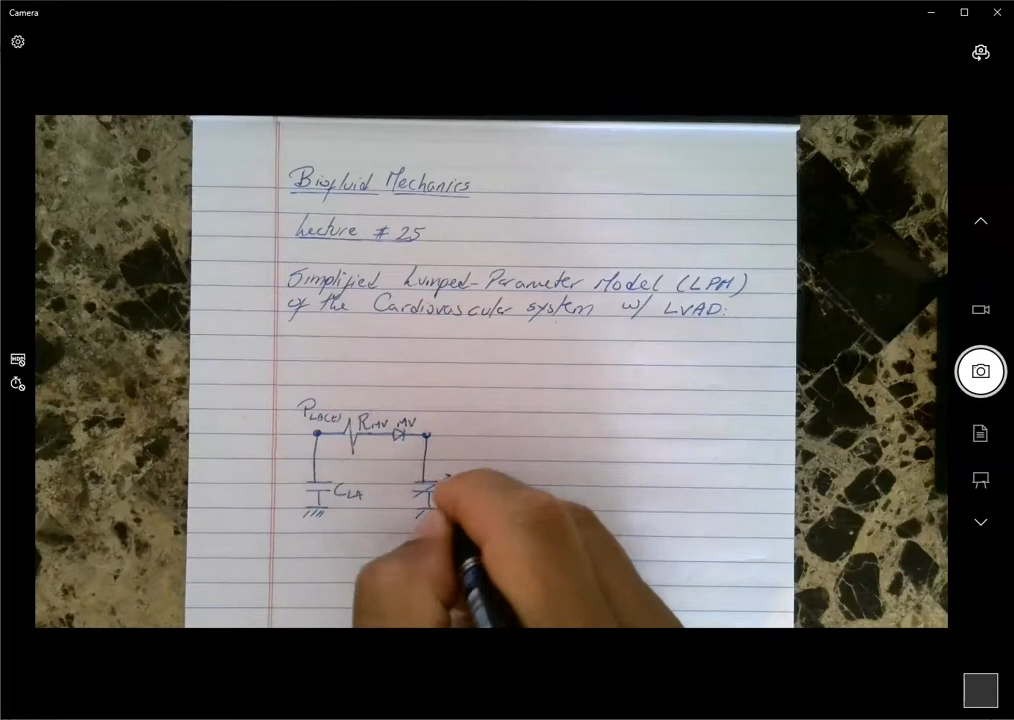 Camera
Biofluid Mechanics
Lecture # 25
Simplified Lumped-Parameter Model (LPM)
of the Cardiovascular system w/ LVAD:
PLA(t) RMV MV
CLA